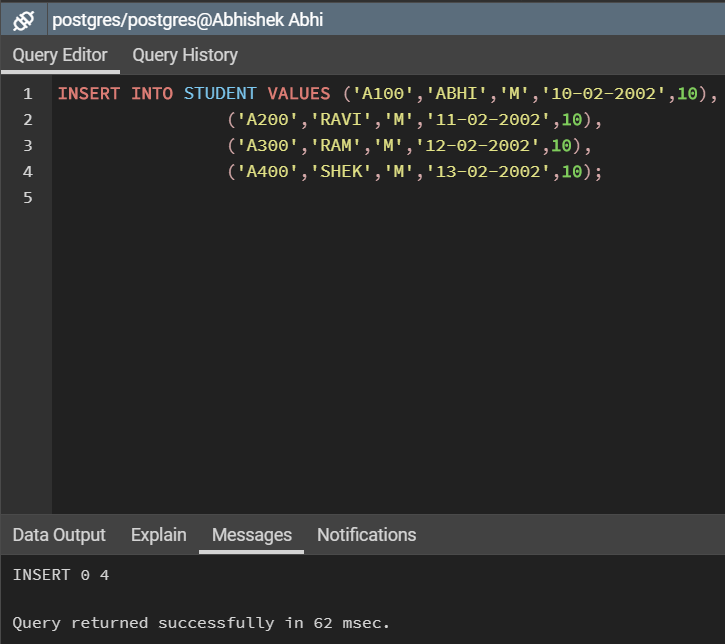 postgres/postgres@Abhishek Abhi
Query Editor Query History
1 INSERT INTO STUDENT VALUES ('A100','ABHI','M','10-02-2002',10),
2 ('A200','RAVI','M','11-02-2002',10),
3 ('A300','RAM','M','12-02-2002',10),
4 ('A400','SHEK','M','13-02-2002',10);
5
Data Output Explain Messages Notifications
INSERT 0 4
Query returned successfully in 62 msec.